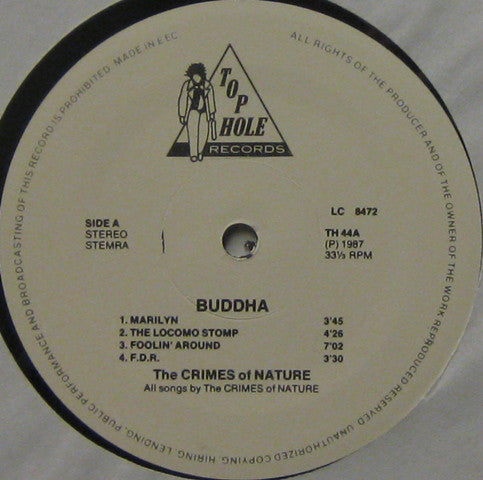 ALL RIGHTS OF THE PRODUCER AND OF THE OWNER OF THE WORK REPRODUCED RESERVED. UNAUTHORIZED COPYING, HIRING, LENDING, PUBLIC PERFORMANCE AND BROADCASTING OF THIS RECORD IS PROHIBITED. MADE IN EEC
TOP
HOLE
RECORDS
LC 8472
SIDE A
STEREO
STEMRA
TH 44A
(P) 1987
33⅓ RPM
BUDDHA
1. MARILYN 3'45
2. THE LOCOMO STOMP 4'26
3. FOOLIN' AROUND 7'02
4. F.D.R. 3'30
The CRIMES of NATURE
All songs by The CRIMES of NATURE